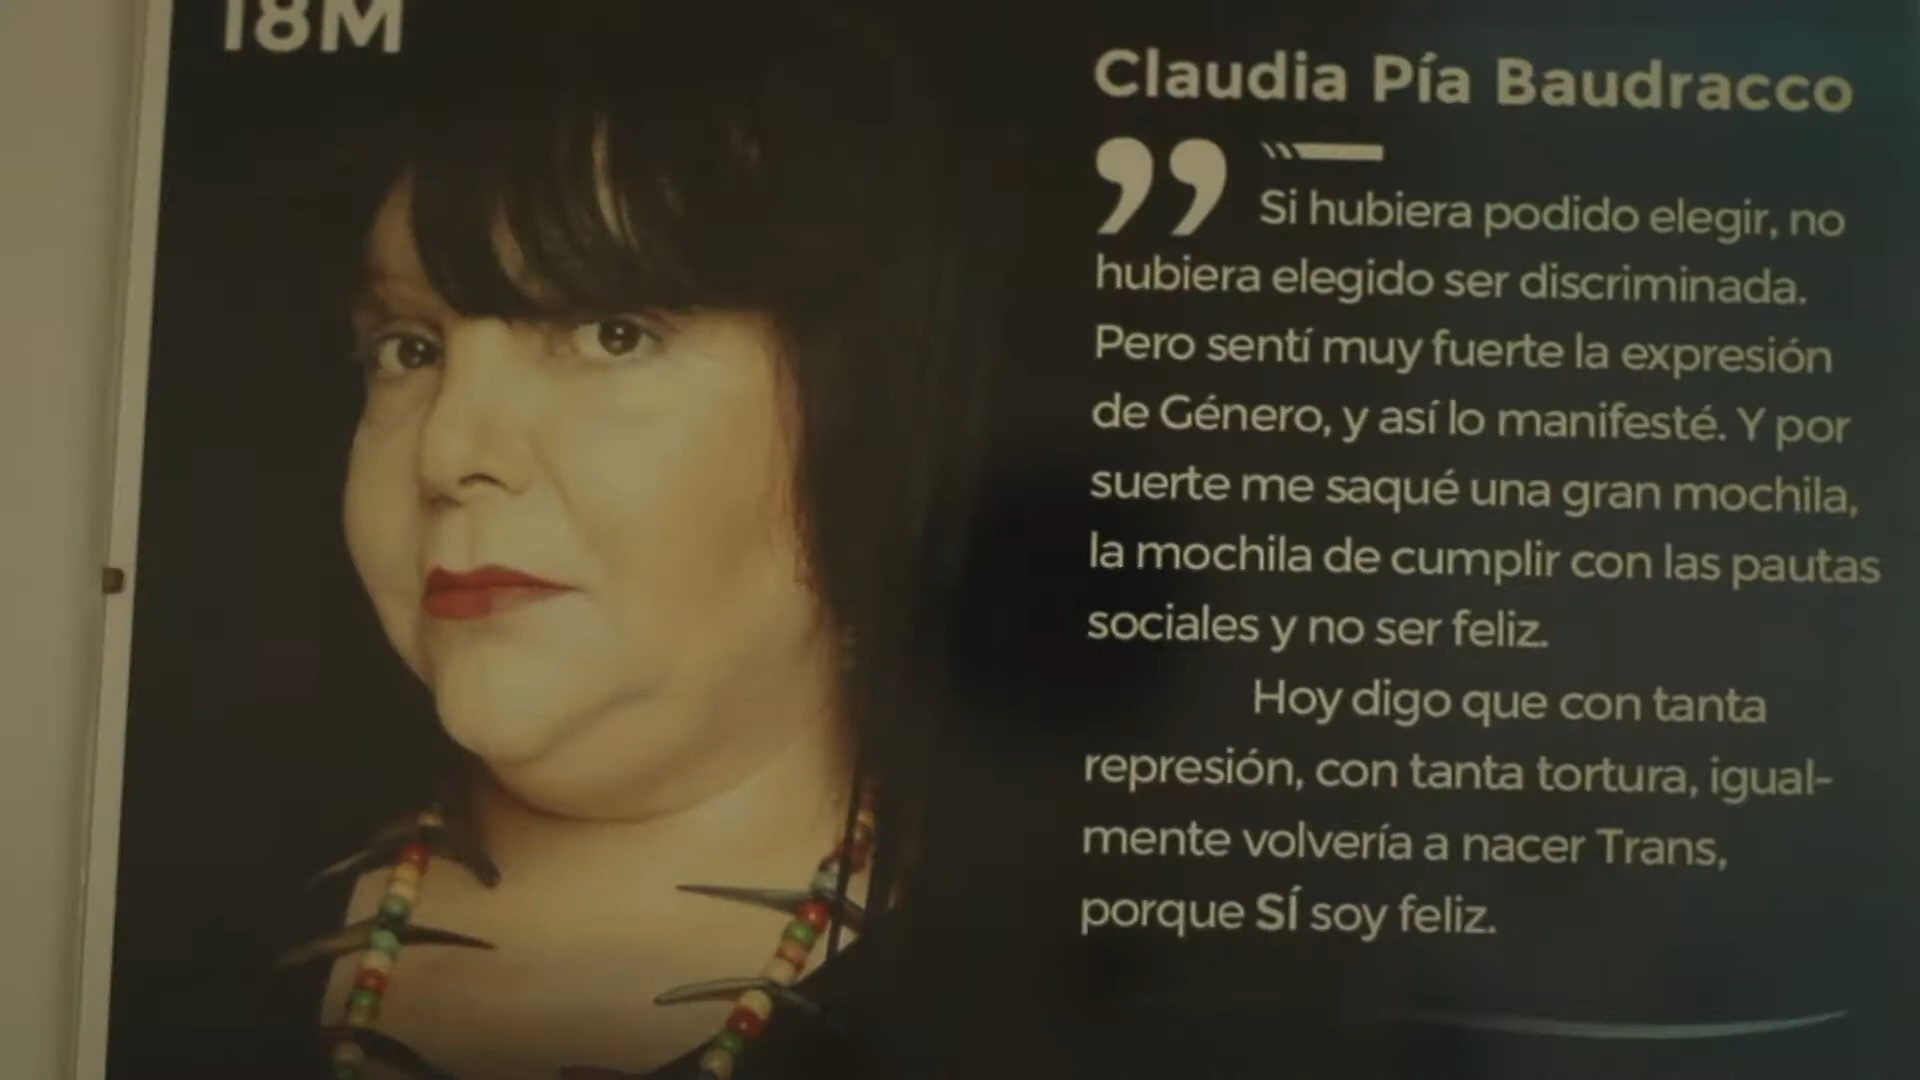 18M
Claudia Pía Baudracco
” Si hubiera podido elegir, no
hubiera elegido ser discriminada.
Pero sentí muy fuerte la expresión
de Género, y así lo manifesté. Y por
suerte me saqué una gran mochila,
la mochila de cumplir con las pautas
sociales y no ser feliz.
Hoy digo que con tanta
represión, con tanta tortura, igual-
mente volvería a nacer Trans,
porque SÍ soy feliz.